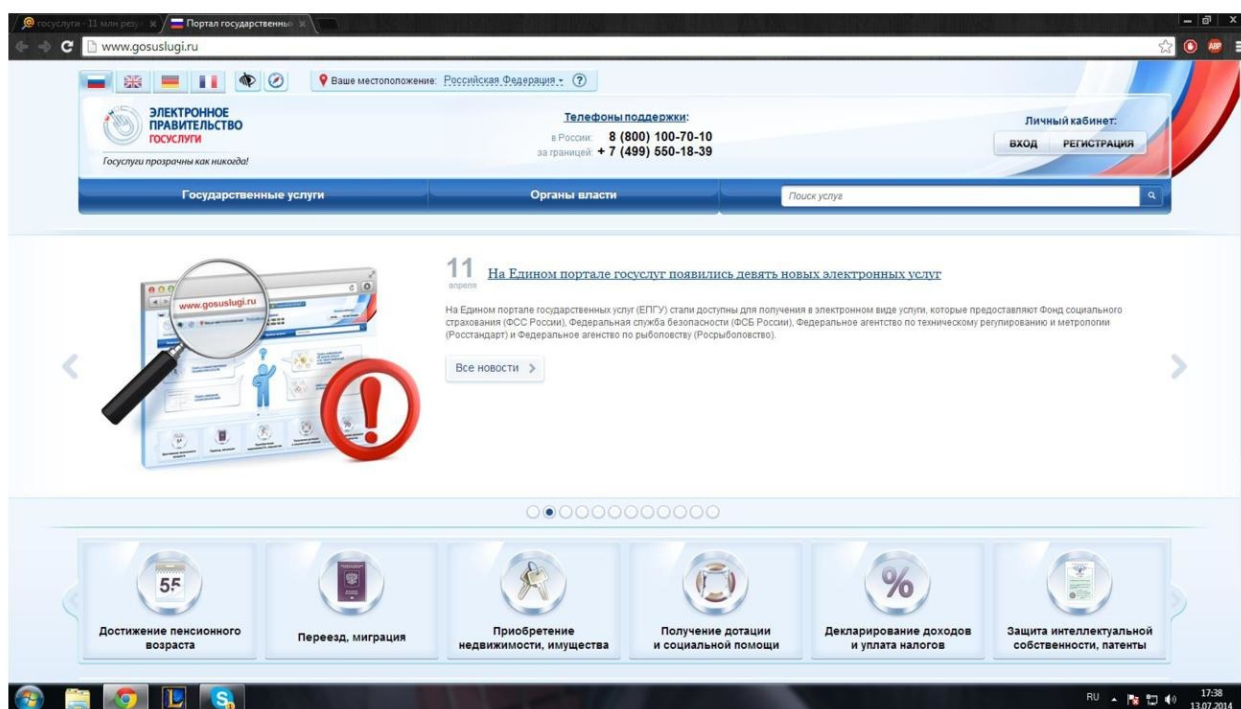 госуслуги - 11 млн резу
Портал государственны
www.gosuslugi.ru
ABP
Ваше местоположение: Российская Федерация
?
ЭЛЕКТРОННОЕ
ПРАВИТЕЛЬСТВО
ГОСУСЛУГИ
Госуслуги прозрачны как никогда!
Телефоны поддержки:
в России: 8 (800) 100-70-10
за границей: + 7 (499) 550-18-39
Личный кабинет:
ВХОД РЕГИСТРАЦИЯ
Государственные услуги
Органы власти
Поиск услуг
www.gosuslugi.ru
11
апреля
На Едином портале госуслуг появились девять новых электронных услуг
На Едином портале государственных услуг (ЕПГУ) стали доступны для получения в электронном виде услуги, которые предоставляют Фонд социального
страхования (ФСС России), Федеральная служба безопасности (ФСБ России), Федеральное агентство по техническому регулированию и метрологии
(Росстандарт) и Федеральное агенство по рыболовству (Росрыболовство).
Все новости
55
%
Достижение пенсионного
возраста
Переезд, миграция
Приобретение
недвижимости, имущества
Получение дотации
и социальной помощи
Декларирование доходов
и уплата налогов
Защита интеллектуальной
собственности, патенты
RU
17:38
13.07.2014